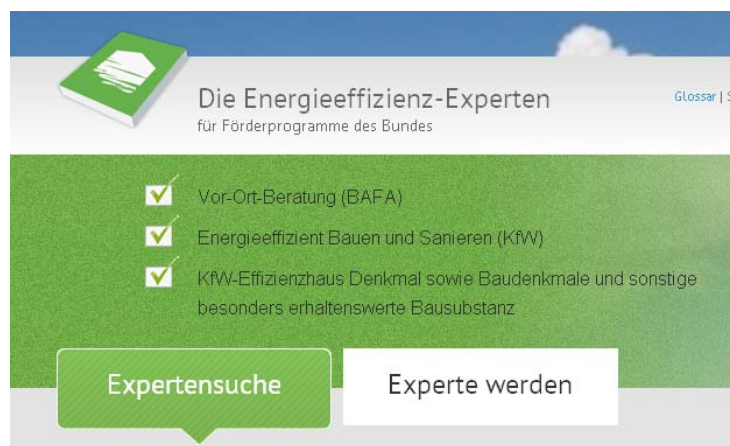 Die Energieeffizienz-Experten
für Förderprogramme des Bundes
Glossar |
Vor-Ort-Beratung (BAFA)
Energieeffizient Bauen und Sanieren (KfW)
KfW-Effizienzhaus Denkmal sowie Baudenkmale und sonstige
besonders erhaltenswerte Bausubstanz
Expertensuche
Experte werden